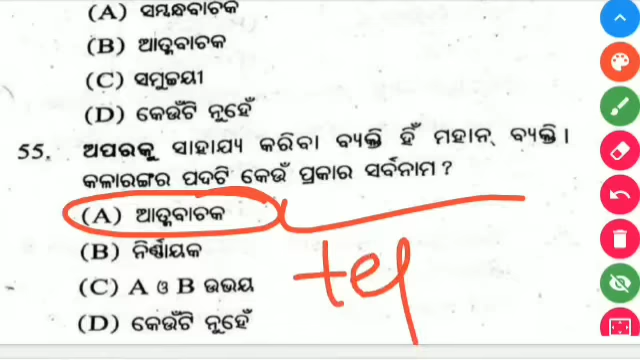 (A) ସମ୍ବନ୍ଧବାଚକ
(B) ଆତ୍ମବାଚକ
(C) ସମୁଚ୍ଚୟୀ
(D) କେଉଁଟି ନୁହେଁ
55. ଅପରକୁ ସାହାଯ୍ୟ କରିବା ବ୍ୟକ୍ତି ହିଁ ମହାନ୍ ବ୍ୟକ୍ତି।
କଳାରଙ୍ଗର ପଦଟି କେଉଁ ପ୍ରକାର ସର୍ବନାମ?
(A) ଆତ୍ମବାଚକ
(B) ନିର୍ଣ୍ଣାୟକ
(C) A ଓ B ଉଭୟ
(D) କେଉଁଟି ନୁହେଁ